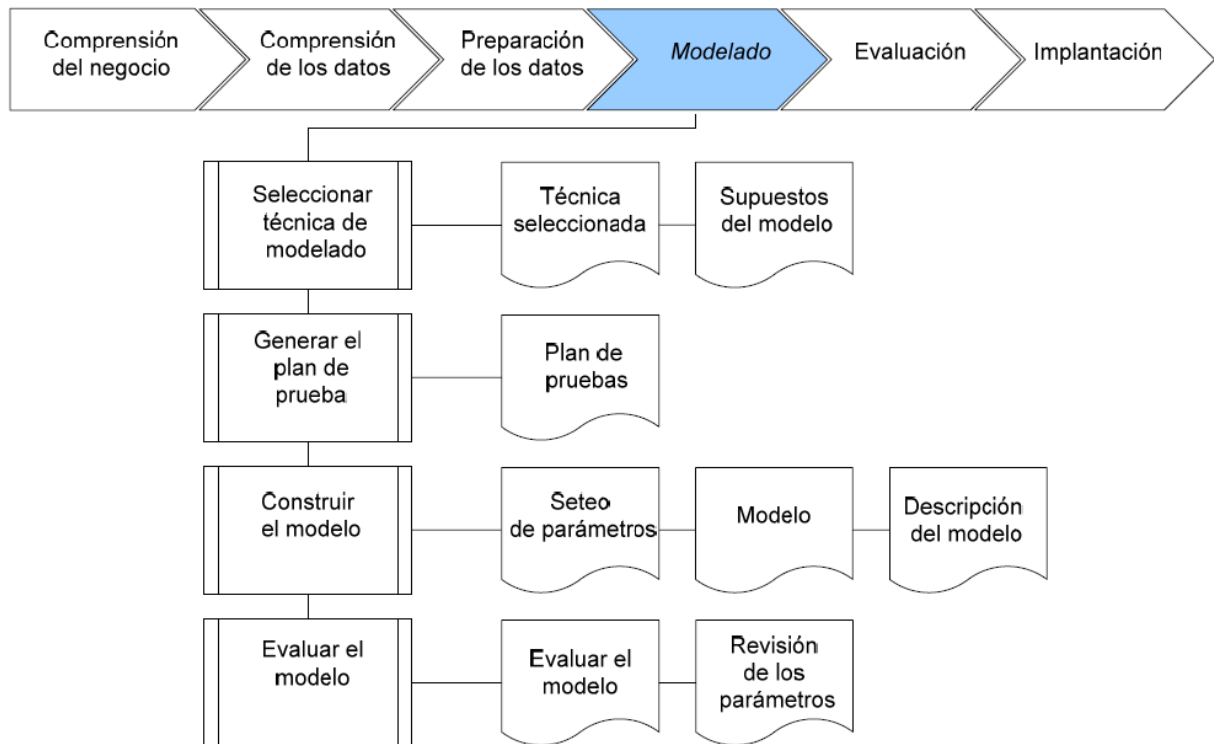 Comprensión
del negocio
Comprensión
de los datos
Preparación
de los datos
Modelado
Evaluación
Implantación
Seleccionar
técnica de
modelado
Técnica
seleccionada
Supuestos
del modelo
Generar el
plan de
prueba
Plan de
pruebas
Construir
el modelo
Seteo
de parámetros
Modelo
Descripción
del modelo
Evaluar el
modelo
Evaluar el
modelo
Revisión
de los
parámetros